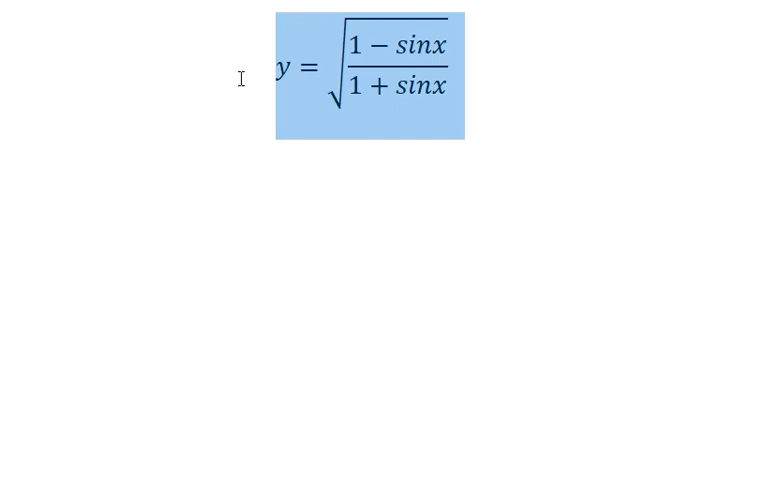 y = √((1 − sinx)/(1 + sinx))